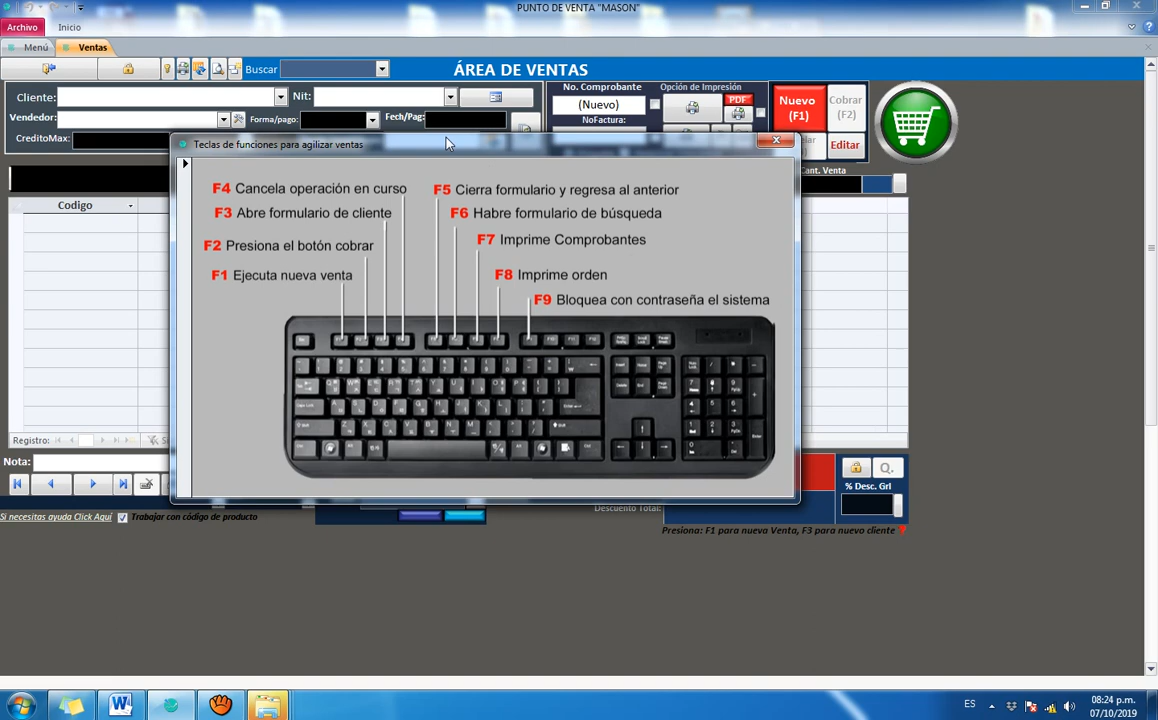 PUNTO DE VENTA "MASON"
Archivo
Inicio
Menú
Ventas
Buscar
ÁREA DE VENTAS
Cliente:
Nit:
No. Comprobante
Opción de Impresión
(Nuevo)
PDF
Nuevo
(F1)
Cobrar
(F2)
Vendedor:
Forma/pago:
Fech/Pag:
NoFactura:
CreditoMax:
Teclas de funciones para agilizar ventas
Editar
Cant. Venta
Codigo
F4 Cancela operación en curso
F5 Cierra formulario y regresa al anterior
F3 Abre formulario de cliente
F6 Habre formulario de búsqueda
F2 Presiona el botón cobrar
F7 Imprime Comprobantes
F1 Ejecuta nueva venta
F8 Imprime orden
F9 Bloquea con contraseña el sistema
Registro:
Nota:
% Desc. Grl
Si necesitas ayuda Click Aquí
Trabajar con código de producto
Descuento Total:
Presiona: F1 para nueva Venta, F3 para nuevo cliente
ES
08:24 p.m.
07/10/2019